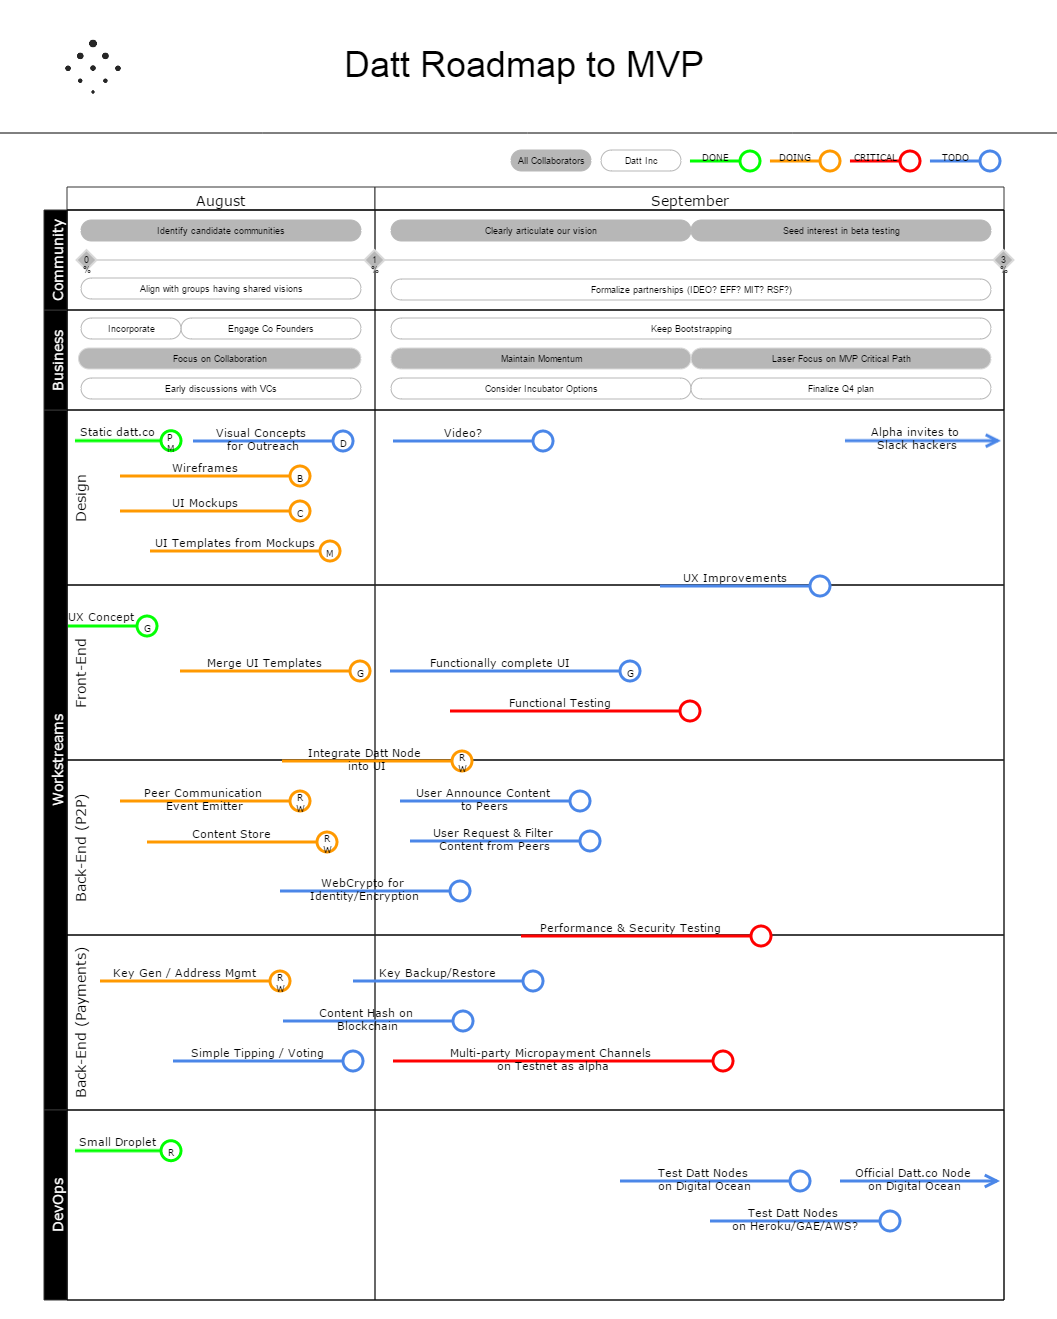 Datt Roadmap to MVP
All Collaborators
Datt Inc
DONE
DOING
CRITICAL
TODO
August
September
Community
Identify candidate communities
Clearly articulate our vision
Seed interest in beta testing
0
%
1
%
3
%
Align with groups having shared visions
Formalize partnerships (IDEO? EFF? MIT? RSF?)
Business
Incorporate
Engage Co Founders
Keep Bootstrapping
Focus on Collaboration
Maintain Momentum
Laser Focus on MVP Critical Path
Early discussions with VCs
Consider Incubator Options
Finalize Q4 plan
Workstreams
Design
Static datt.co
P
M
Visual Concepts
for Outreach
D
Video?
Alpha invites to
Slack hackers
Wireframes
B
UI Mockups
C
UI Templates from Mockups
M
UX Improvements
Front-End
UX Concept
G
Merge UI Templates
G
Functionally complete UI
G
Functional Testing
Integrate Datt Node
into UI
R
W
Back-End (P2P)
Peer Communication
Event Emitter
R
W
User Announce Content
to Peers
Content Store
R
W
User Request & Filter
Content from Peers
WebCrypto for
Identity/Encryption
Performance & Security Testing
Back-End (Payments)
Key Gen / Address Mgmt
R
W
Key Backup/Restore
Content Hash on
Blockchain
Simple Tipping / Voting
Multi-party Micropayment Channels
on Testnet as alpha
DevOps
Small Droplet
R
Test Datt Nodes
on Digital Ocean
Official Datt.co Node
on Digital Ocean
Test Datt Nodes
on Heroku/GAE/AWS?